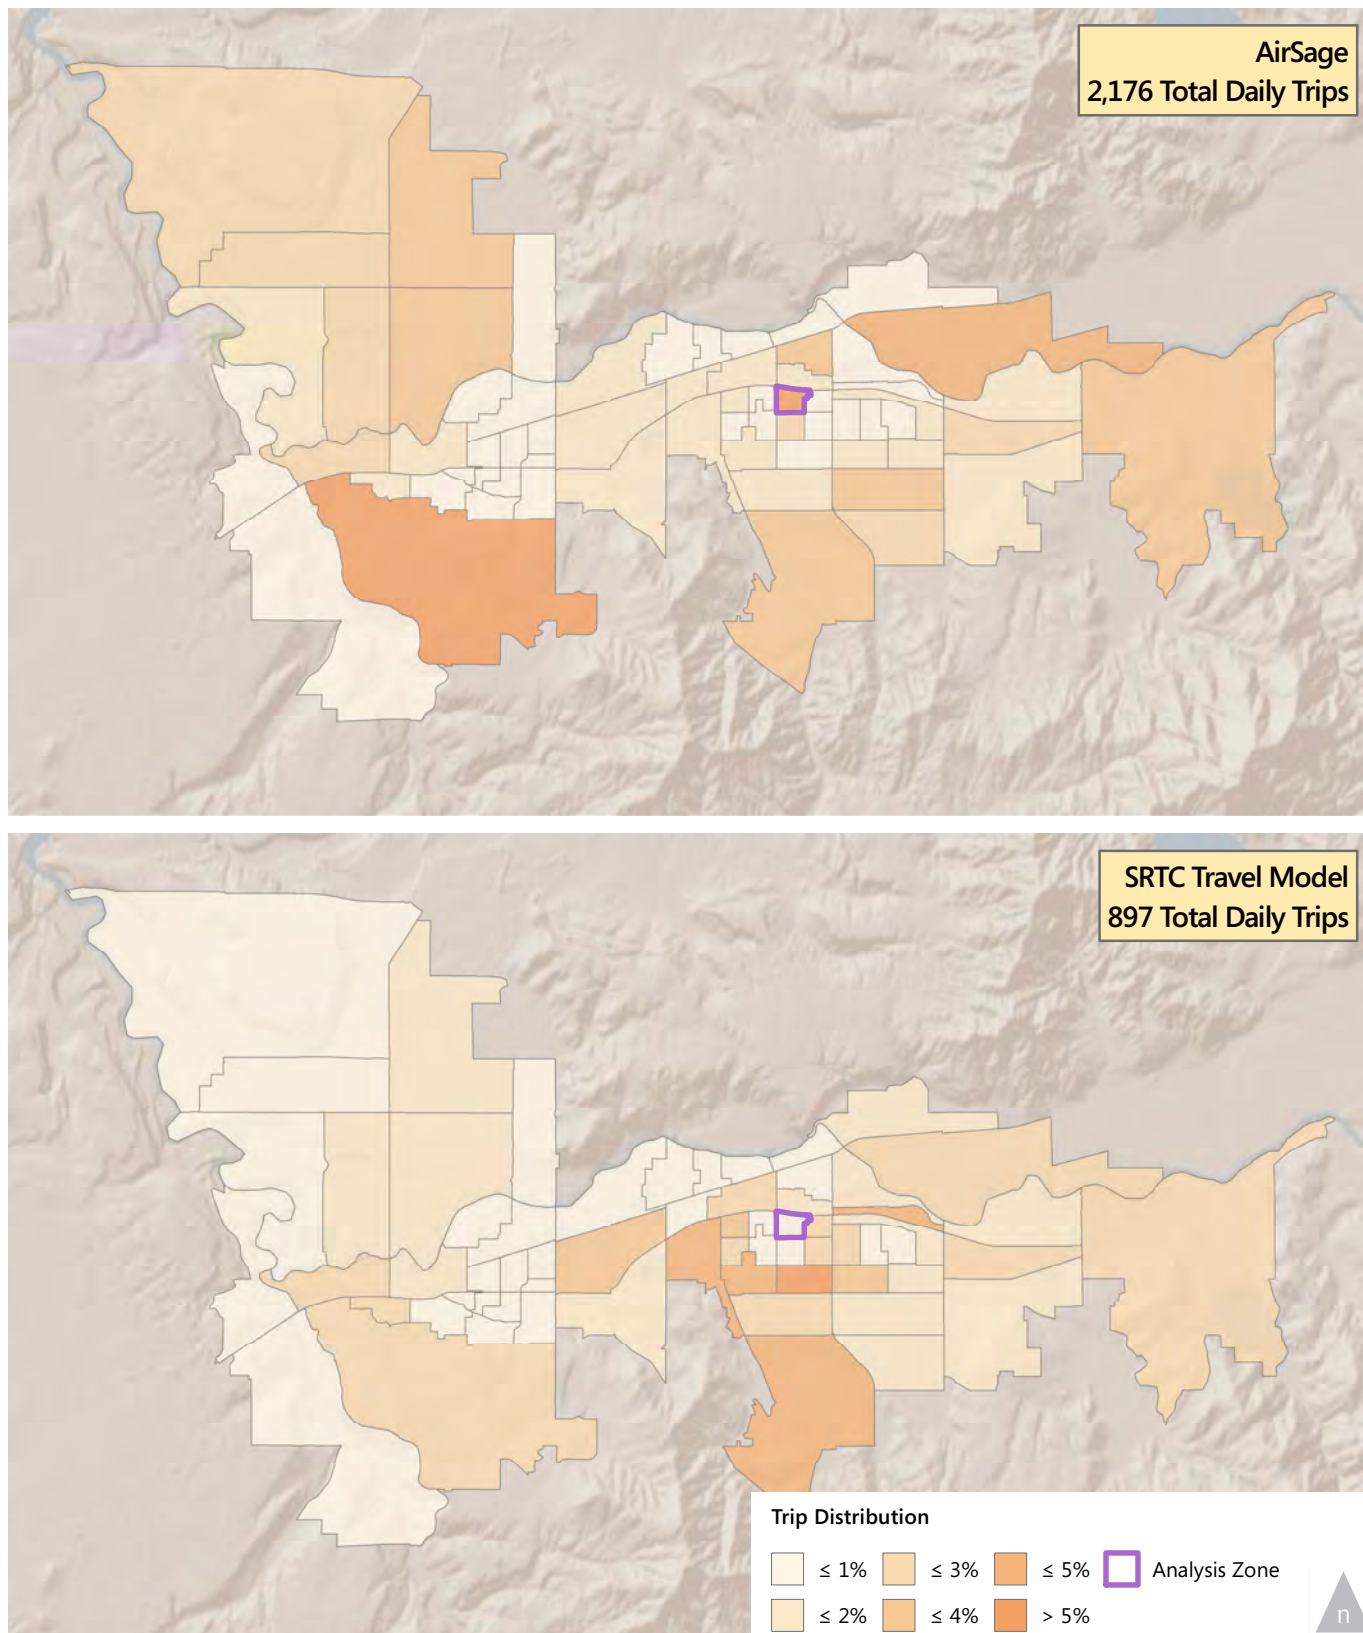 AirSage
2,176 Total Daily Trips
SRTC Travel Model
897 Total Daily Trips
Trip Distribution
≤ 1% ≤ 3% ≤ 5% Analysis Zone
≤ 2% ≤ 4% > 5%
n